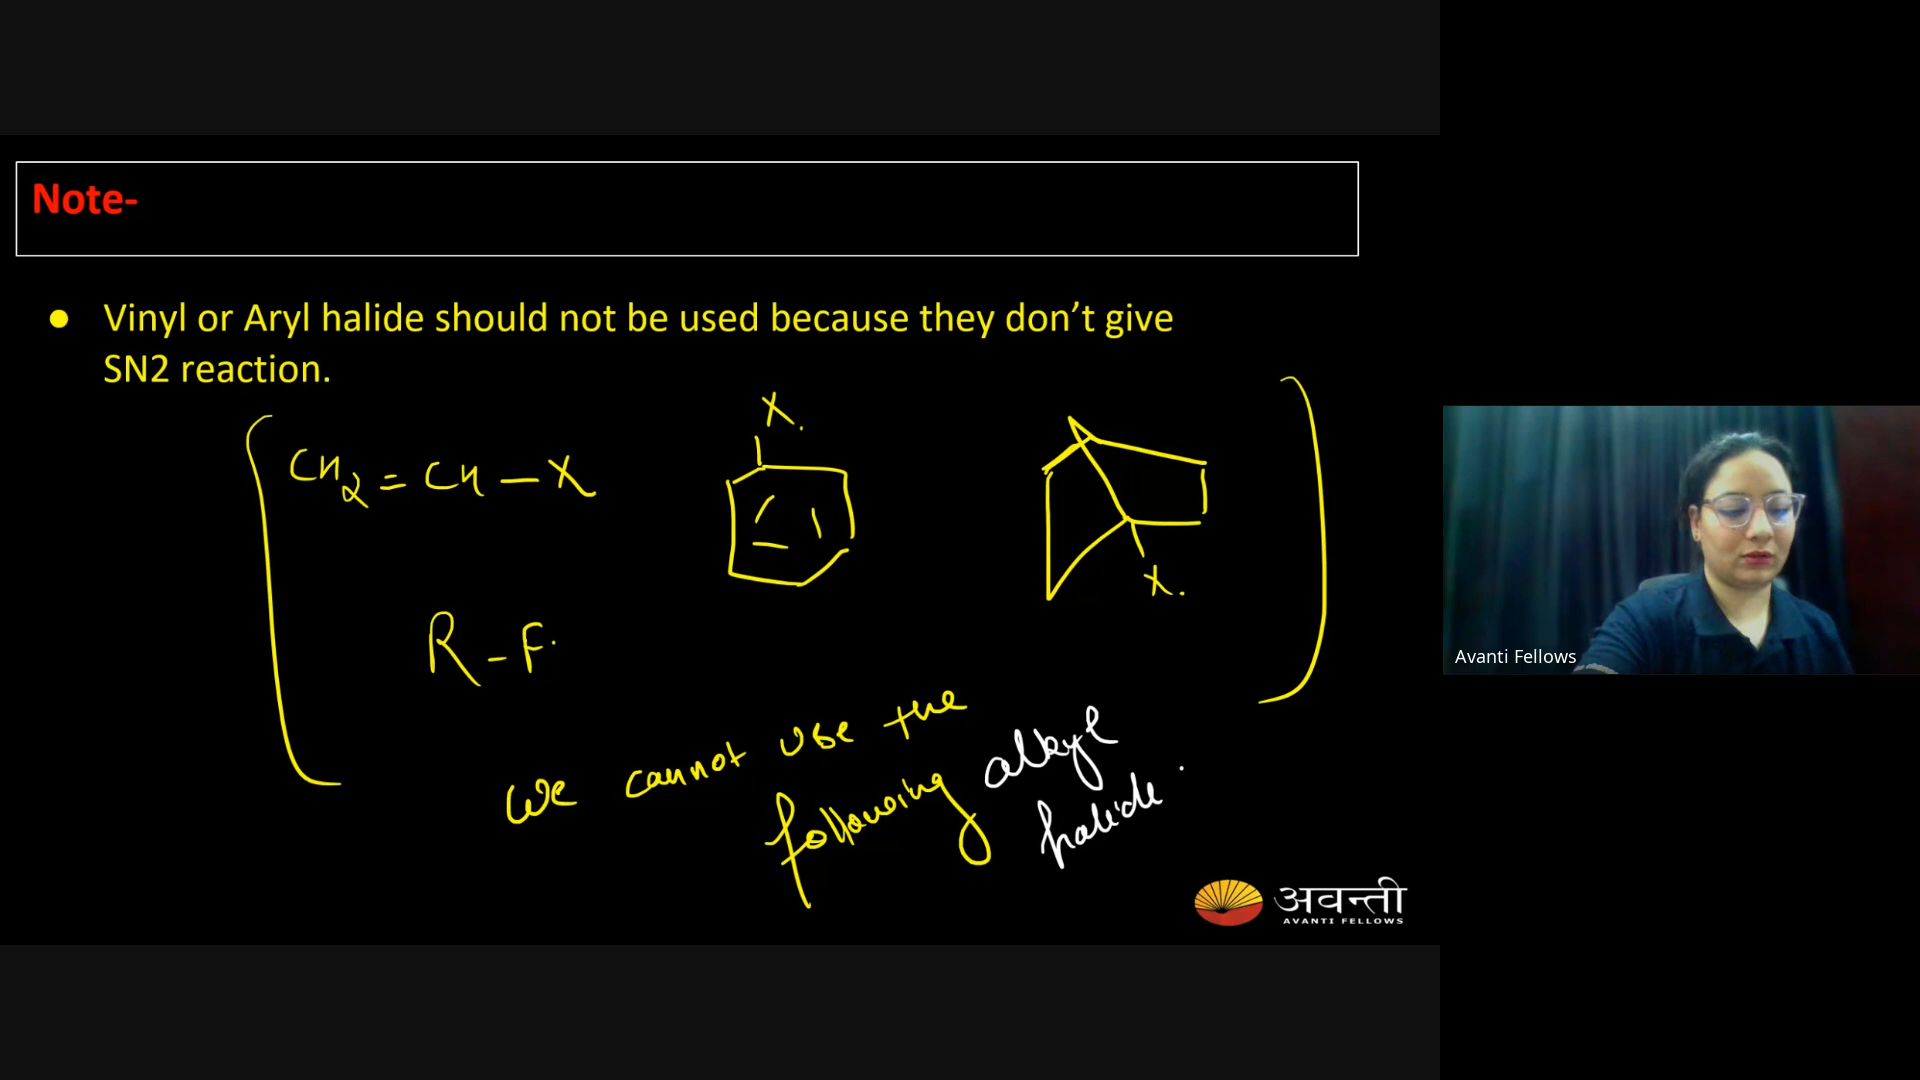 Note-
● Vinyl or Aryl halide should not be used because they don’t give
SN2 reaction.
X.
CH2 = CH – X
X.
R – F.
we cannot use the
following alkyl
halide.
Avanti Fellows
अवन्ती
AVANTI FELLOWS